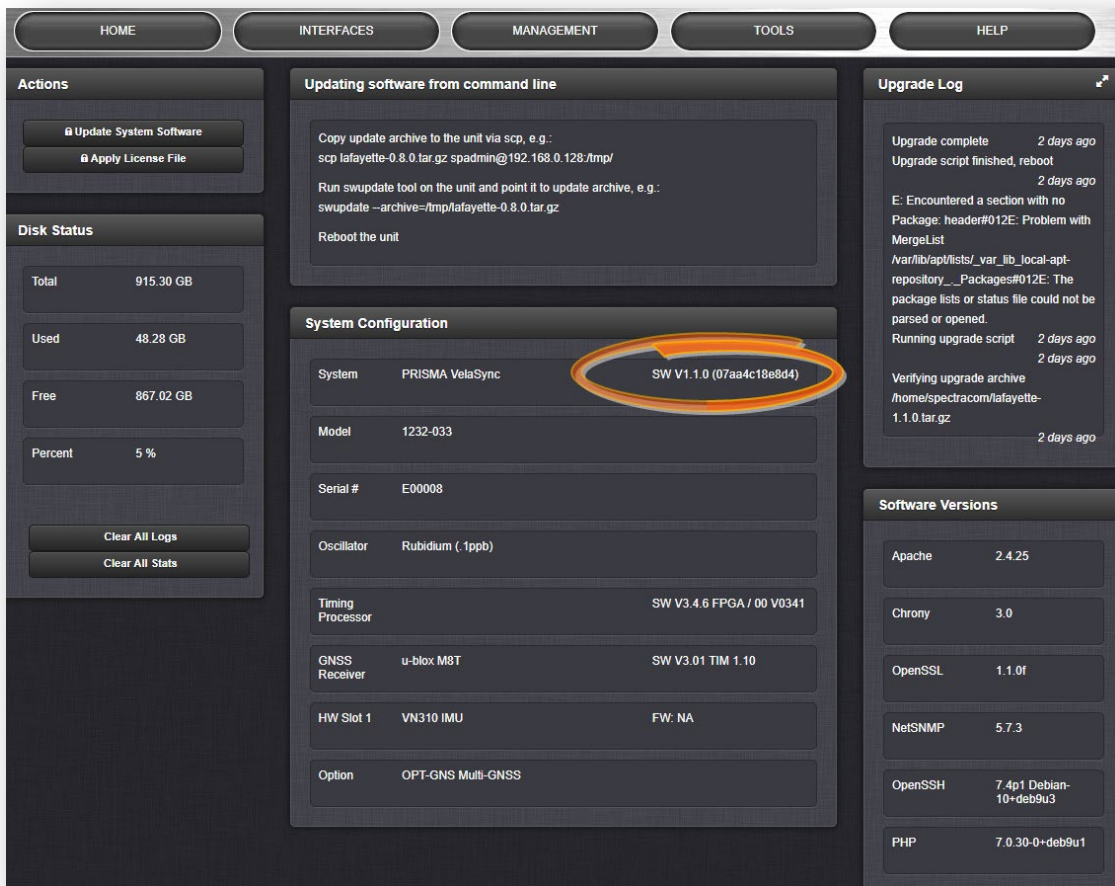 HOME
INTERFACES
MANAGEMENT
TOOLS
HELP
Actions
Update System Software
Apply License File
Disk Status
Total 915.30 GB
Used 48.28 GB
Free 867.02 GB
Percent 5 %
Clear All Logs
Clear All Stats
Updating software from command line
Copy update archive to the unit via scp, e.g.:
scp lafayette-0.8.0.tar.gz spadmin@192.168.0.128:/tmp/
Run swupdate tool on the unit and point it to update archive, e.g.:
swupdate --archive=/tmp/lafayette-0.8.0.tar.gz
Reboot the unit
System Configuration
System PRISMA VelaSync SW V1.1.0 (07aa4c18e8d4)
Model 1232-033
Serial # E00008
Oscillator Rubidium (.1ppb)
Timing
Processor
SW V3.4.6 FPGA / 00 V0341
GNSS
Receiver
u-blox M8T SW V3.01 TIM 1.10
HW Slot 1 VN310 IMU FW: NA
Option OPT-GNS Multi-GNSS
Upgrade Log
Upgrade complete 2 days ago
Upgrade script finished, reboot
2 days ago
E: Encountered a section with no
Package: header#012E: Problem with
MergeList
/var/lib/apt/lists/_var_lib_local-apt-
repository_._Packages#012E: The
package lists or status file could not be
parsed or opened.
Running upgrade script 2 days ago
2 days ago
Verifying upgrade archive
/home/spectracom/lafayette-
1.1.0.tar.gz
2 days ago
Software Versions
Apache 2.4.25
Chrony 3.0
OpenSSL 1.1.0f
NetSNMP 5.7.3
OpenSSH 7.4p1 Debian-
10+deb9u3
PHP 7.0.30-0+deb9u1